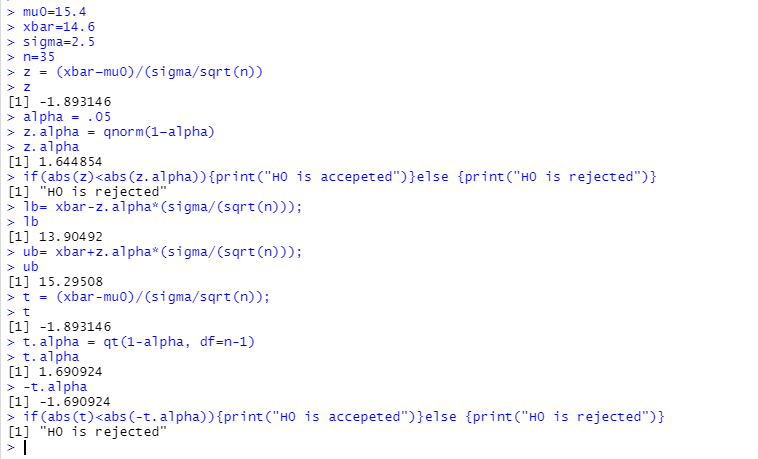 > mu0=15.4
> xbar=14.6
> sigma=2.5
> n=35
> z = (xbar-mu0)/(sigma/sqrt(n))
> z
[1] -1.893146
> alpha = .05
> z.alpha = qnorm(1-alpha)
> z.alpha
[1] 1.644854
> if(abs(z)<abs(z.alpha)){print("H0 is accepeted")}else {print("H0 is rejected")}
[1] "H0 is rejected"
> lb= xbar-z.alpha*(sigma/(sqrt(n)));
> lb
[1] 13.90492
> ub= xbar+z.alpha*(sigma/(sqrt(n)));
> ub
[1] 15.29508
> t = (xbar-mu0)/(sigma/sqrt(n));
> t
[1] -1.893146
> t.alpha = qt(1-alpha, df=n-1)
> t.alpha
[1] 1.690924
> -t.alpha
[1] -1.690924
> if(abs(t)<abs(-t.alpha)){print("H0 is accepeted")}else {print("H0 is rejected")}
[1] "H0 is rejected"
>